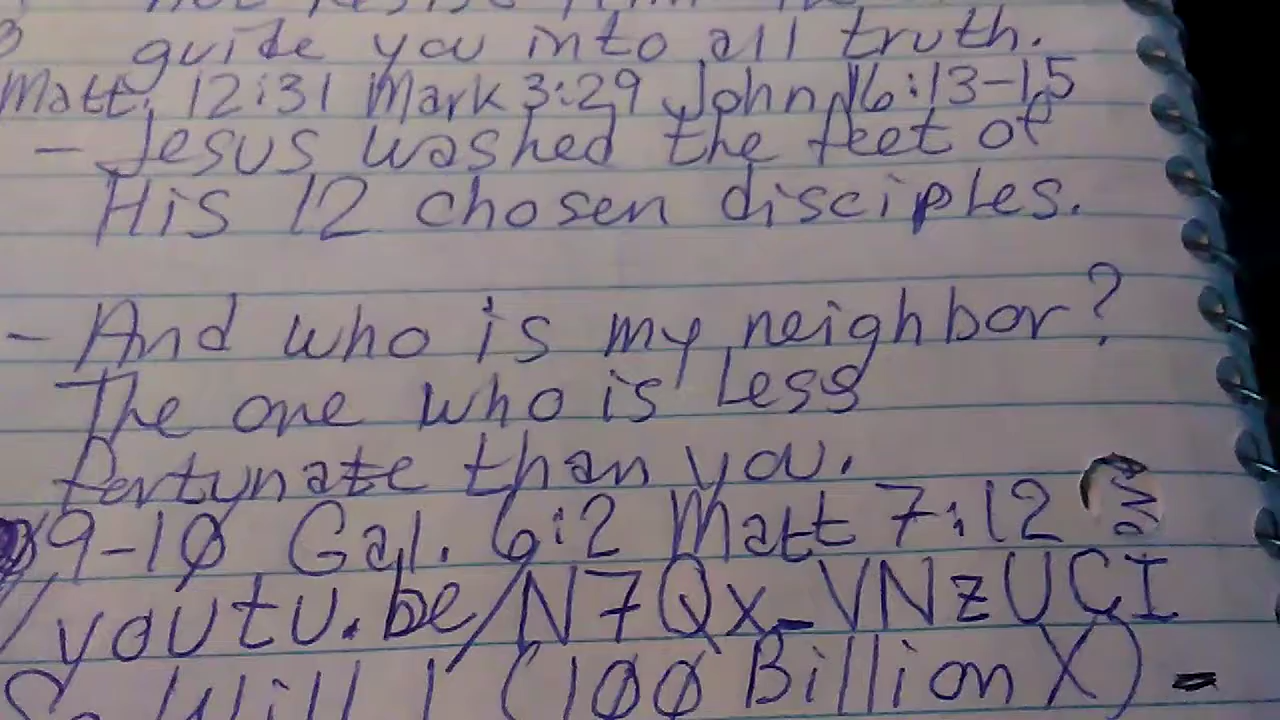 guide you into all truth.
Matt. 12:31 Mark 3:29 John 16:13-15
- Jesus washed the feet of
His 12 chosen disciples.
- And who is my neighbor?
The one who is Less
fortunate than you.
9-10 Gal. 6:2 Matt 7:12
/youtu.be/N7Qx_VNzUCI
So Will I (100 Billion X) -